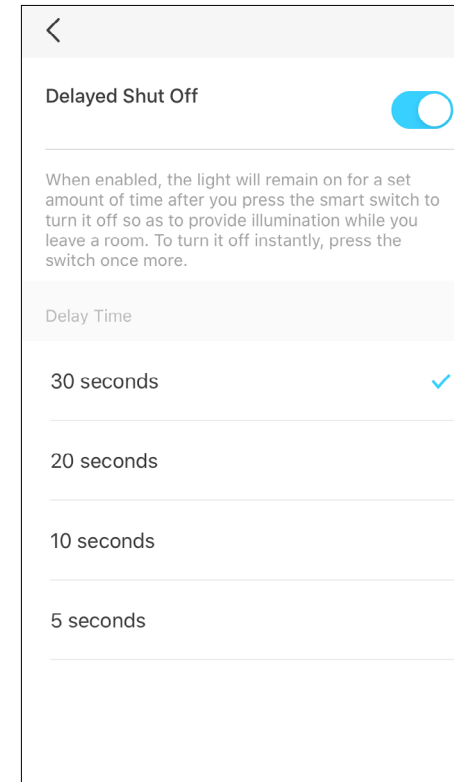 Delayed Shut Off
When enabled, the light will remain on for a set
amount of time after you press the smart switch to
turn it off so as to provide illumination while you
leave a room. To turn it off instantly, press the
switch once more.
Delay Time
30 seconds
20 seconds
10 seconds
5 seconds